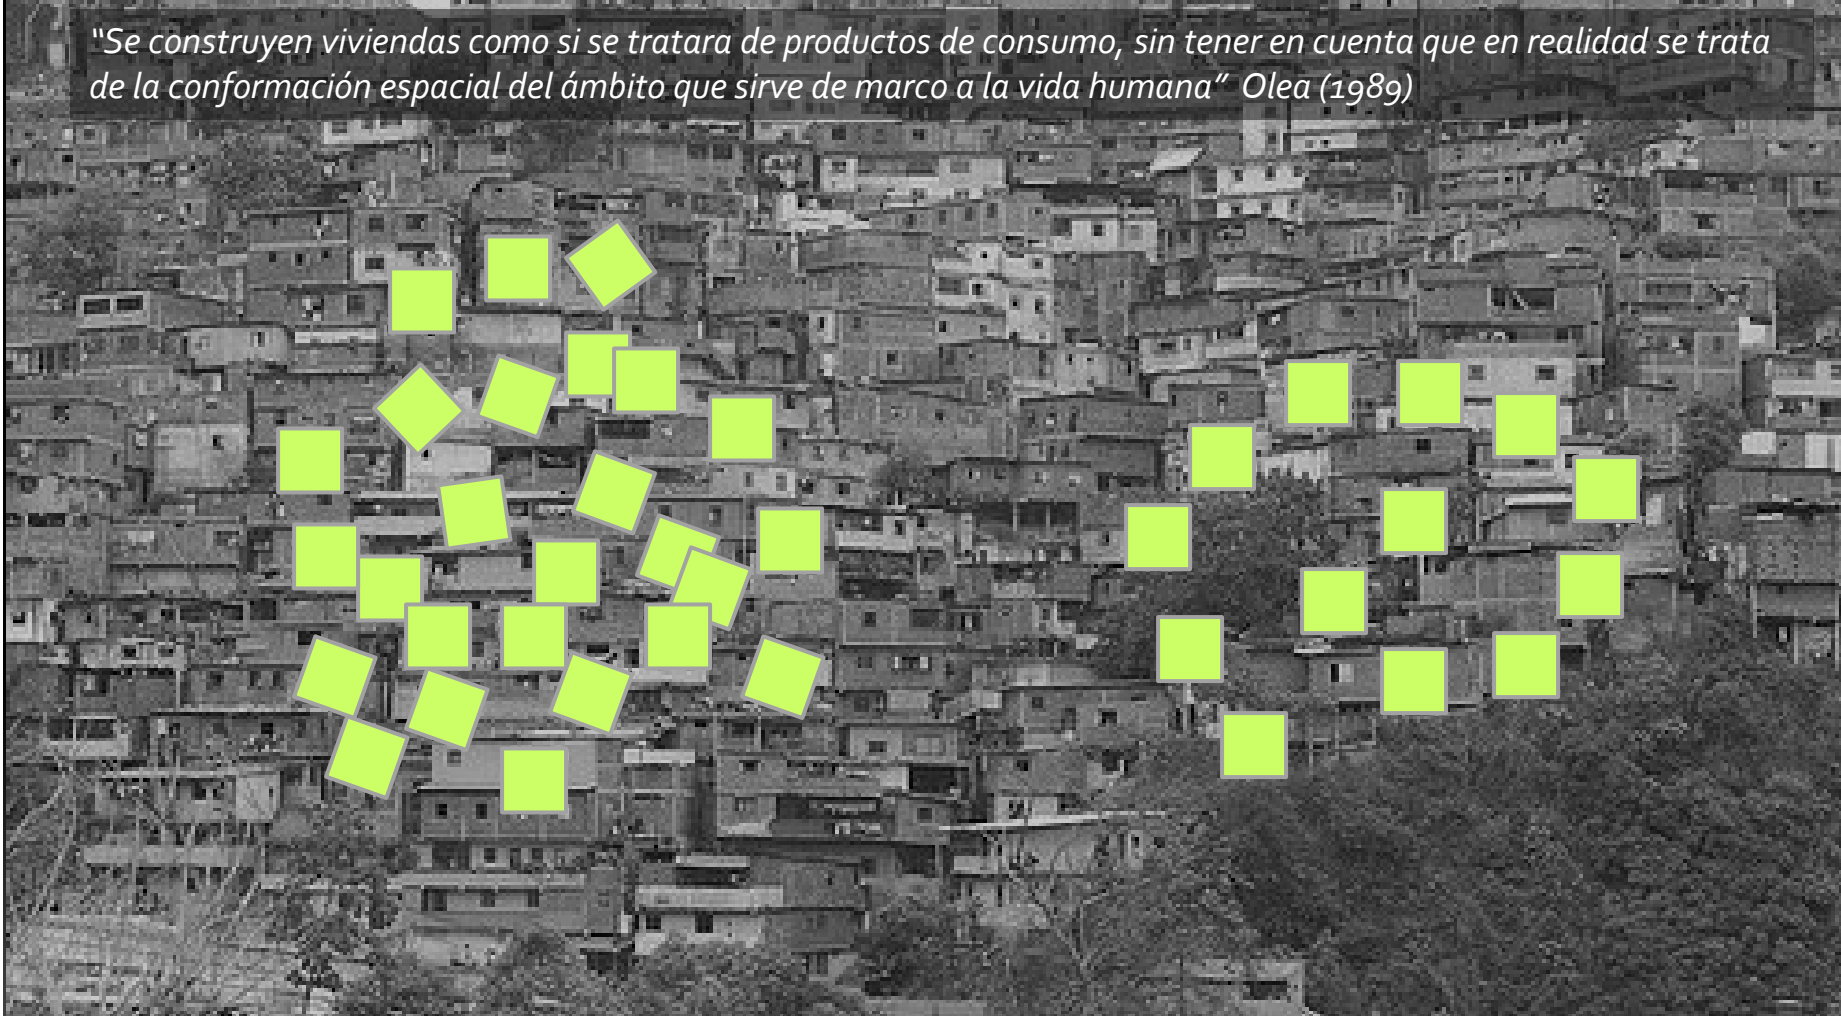 “Se construyen viviendas como si se tratara de productos de consumo, sin tener en cuenta que en realidad se trata
de la conformación espacial del ámbito que sirve de marco a la vida humana” Olea (1989)